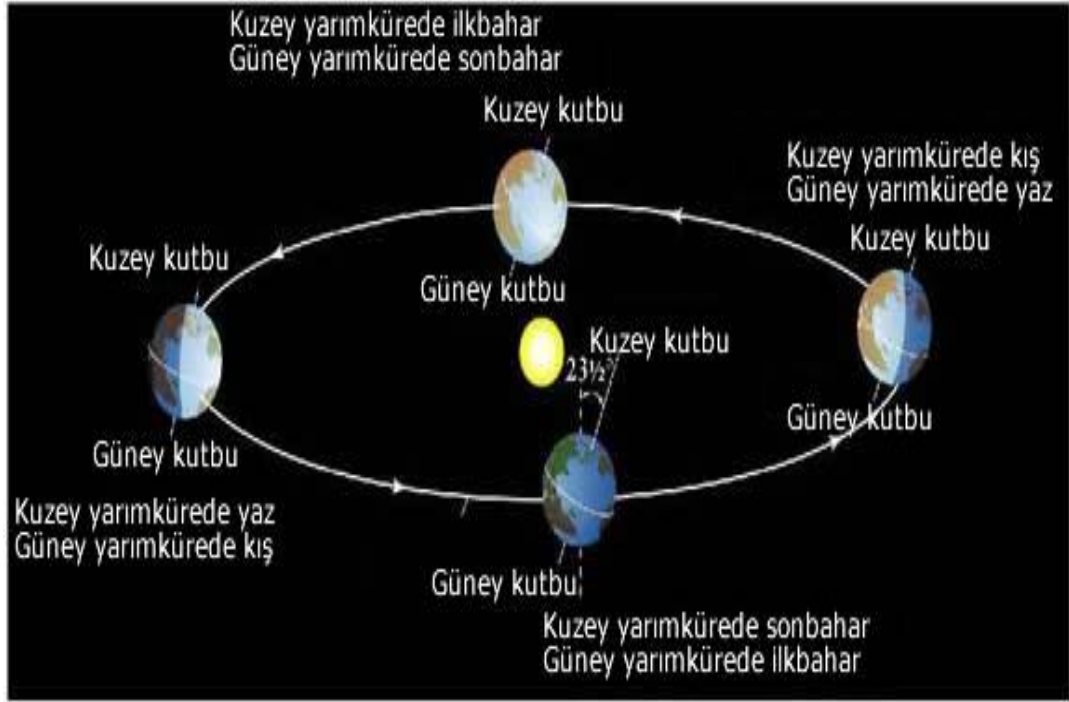 Kuzey yarımkürede ilkbahar
Güney yarımkürede sonbahar
Kuzey kutbu
Kuzey yarımkürede kış
Güney yarımkürede yaz
Kuzey kutbu
Kuzey kutbu
Güney kutbu
Kuzey kutbu
23½°
Güney kutbu
Güney kutbu
Kuzey yarımkürede yaz
Güney yarımkürede kış
Güney kutbu
Kuzey yarımkürede sonbahar
Güney yarımkürede ilkbahar